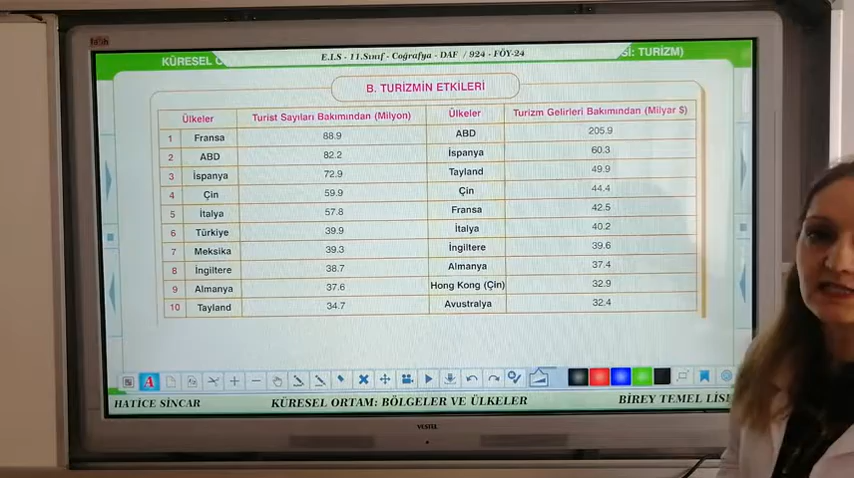 KÜRESEL
E.I.S - 11.Sınıf - Coğrafya - DAF / 924 - FÖY-24
Sİ: TURİZM)
B. TURİZMİN ETKİLERİ
Ülkeler Turist Sayıları Bakımından (Milyon) Ülkeler Turizm Gelirleri Bakımından (Milyar $)
1 Fransa 88.9 ABD 205.9
2 ABD 82.2 İspanya 60.3
3 İspanya 72.9 Tayland 49.9
4 Çin 59.9 Çin 44.4
5 İtalya 57.8 Fransa 42.5
6 Türkiye 39.9 İtalya 40.2
7 Meksika 39.3 İngiltere 39.6
8 İngiltere 38.7 Almanya 37.4
9 Almanya 37.6 Hong Kong (Çin) 32.9
10 Tayland 34.7 Avustralya 32.4
A
HATİCE SİNCAR
KÜRESEL ORTAM: BÖLGELER VE ÜLKELER
BİREY TEMEL LİSE
VESTEL